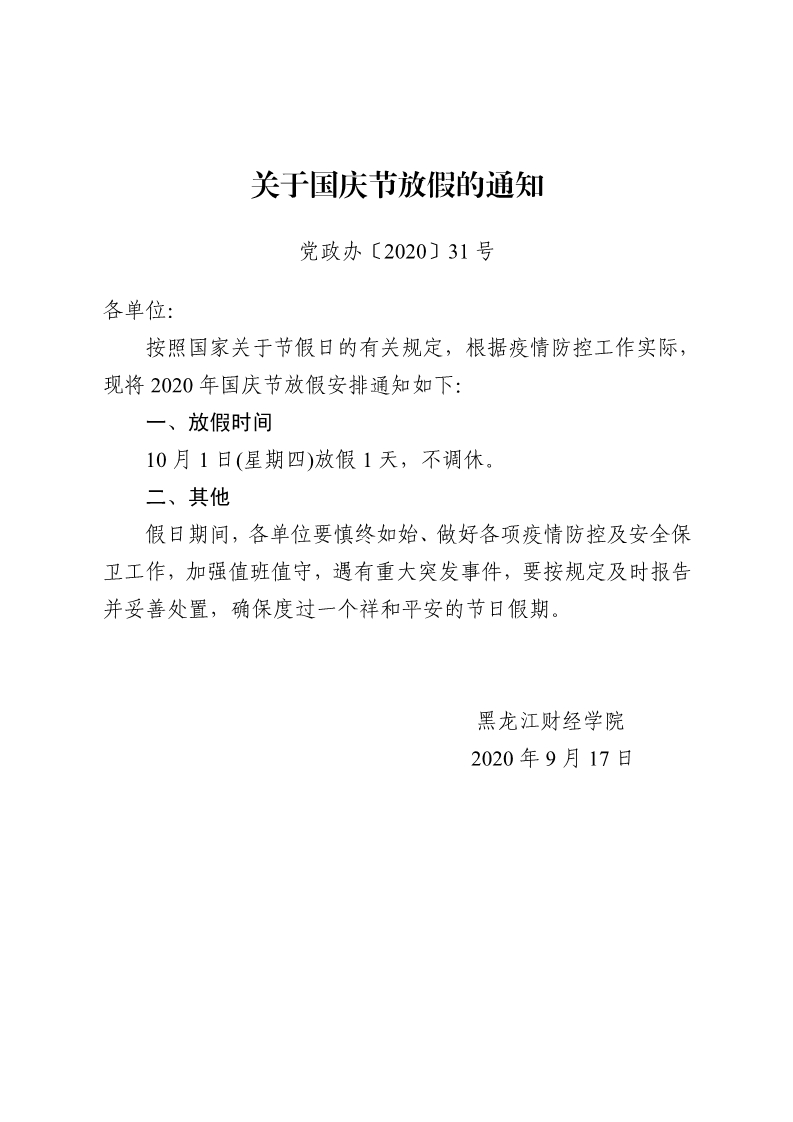 关于国庆节放假的通知
党政办〔2020〕31 号
各单位：
按照国家关于节假日的有关规定，根据疫情防控工作实际，
现将 2020 年国庆节放假安排通知如下：
一、放假时间
10 月 1 日(星期四)放假 1 天，不调休。
二、其他
假日期间，各单位要慎终如始、做好各项疫情防控及安全保
卫工作，加强值班值守，遇有重大突发事件，要按规定及时报告
并妥善处置，确保度过一个祥和平安的节日假期。
黑龙江财经学院
2020 年 9 月 17 日